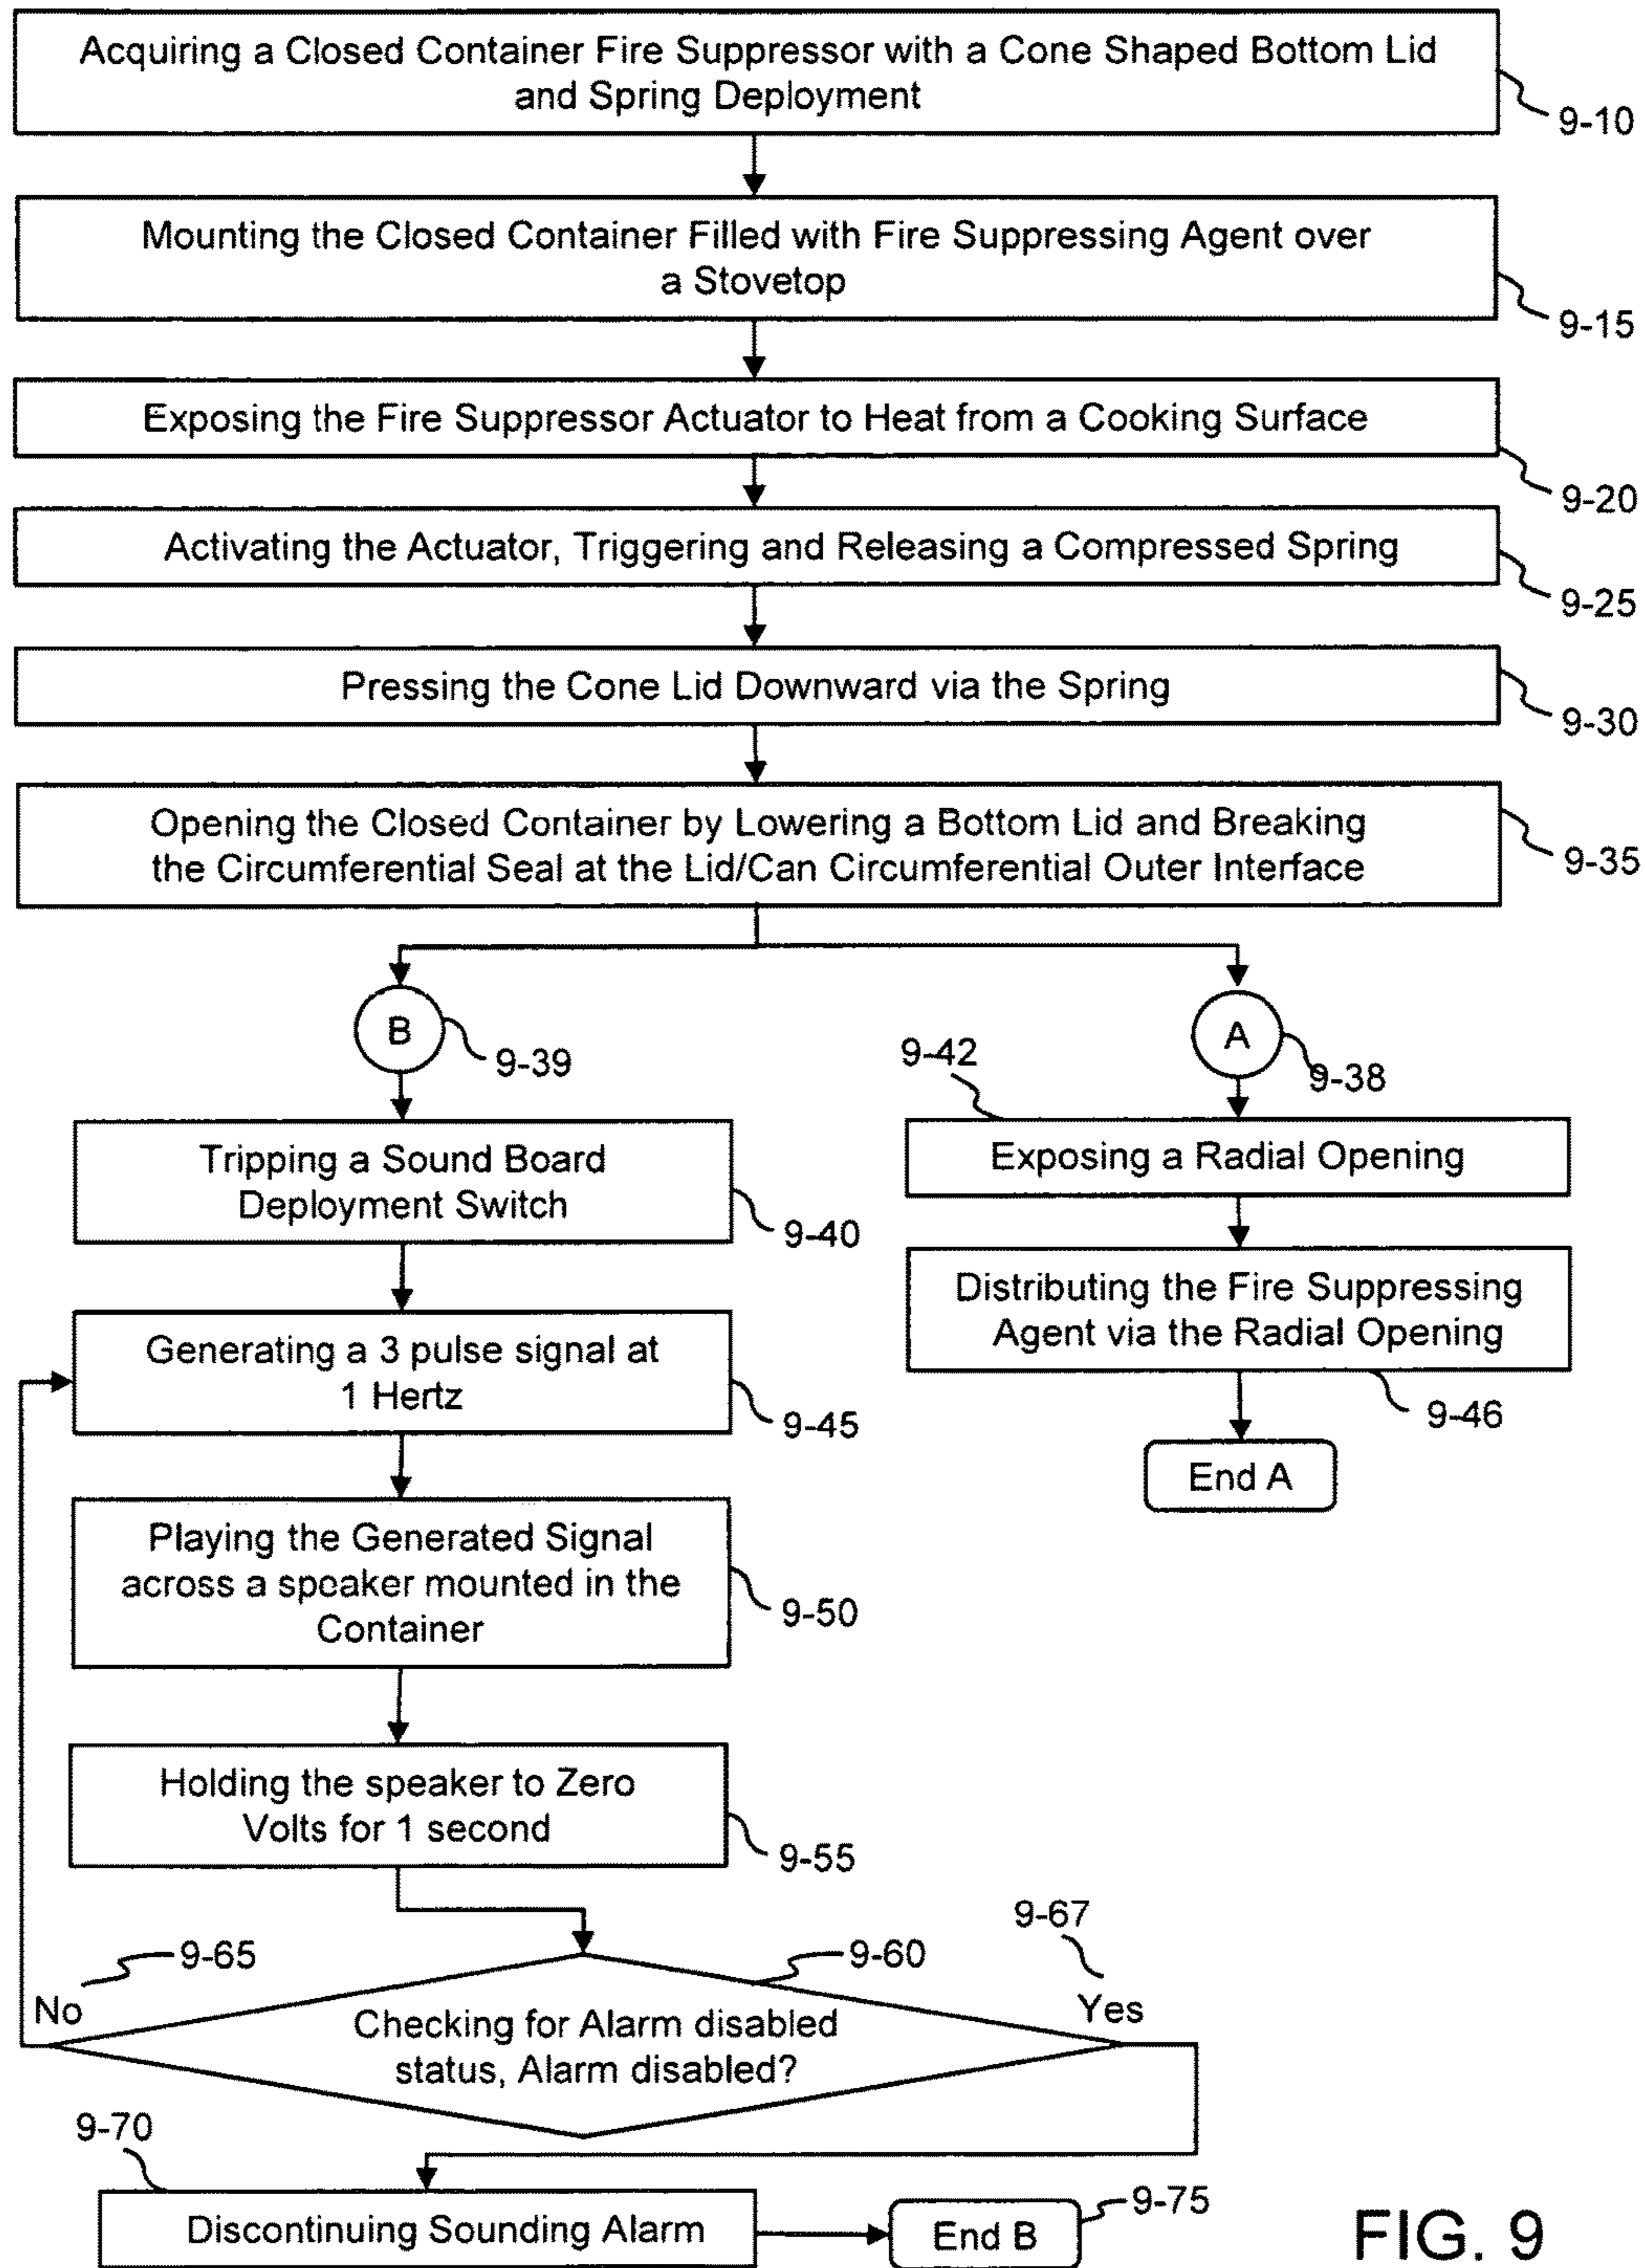 Acquiring a Closed Container Fire Suppressor with a Cone Shaped Bottom Lid
and Spring Deployment
9-10
Mounting the Closed Container Filled with Fire Suppressing Agent over
a Stovetop
9-15
Exposing the Fire Suppressor Actuator to Heat from a Cooking Surface
9-20
Activating the Actuator, Triggering and Releasing a Compressed Spring
9-25
Pressing the Cone Lid Downward via the Spring
9-30
Opening the Closed Container by Lowering a Bottom Lid and Breaking
the Circumferential Seal at the Lid/Can Circumferential Outer Interface
9-35
B
9-39
A
9-38
9-42
Tripping a Sound Board
Deployment Switch
9-40
Exposing a Radial Opening
Distributing the Fire Suppressing
Agent via the Radial Opening
9-46
End A
Generating a 3 pulse signal at
1 Hertz
9-45
Playing the Generated Signal
across a speaker mounted in the
Container
9-50
Holding the speaker to Zero
Volts for 1 second
9-55
9-65
No
9-60
9-67
Yes
Checking for Alarm disabled
status, Alarm disabled?
9-70
Discontinuing Sounding Alarm
End B
9-75
FIG. 9